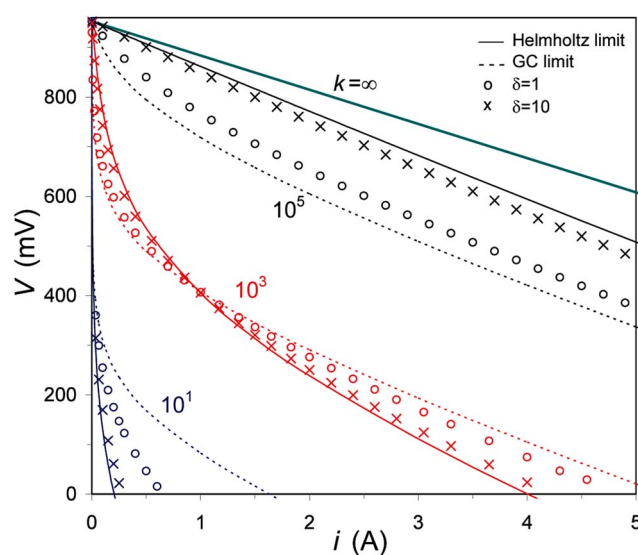 Helmholtz limit
GC limit
δ=1
δ=10
k=∞
10⁵
10³
10¹
V (mV)
800
600
400
200
0
0 1 2 3 4 5
i (A)